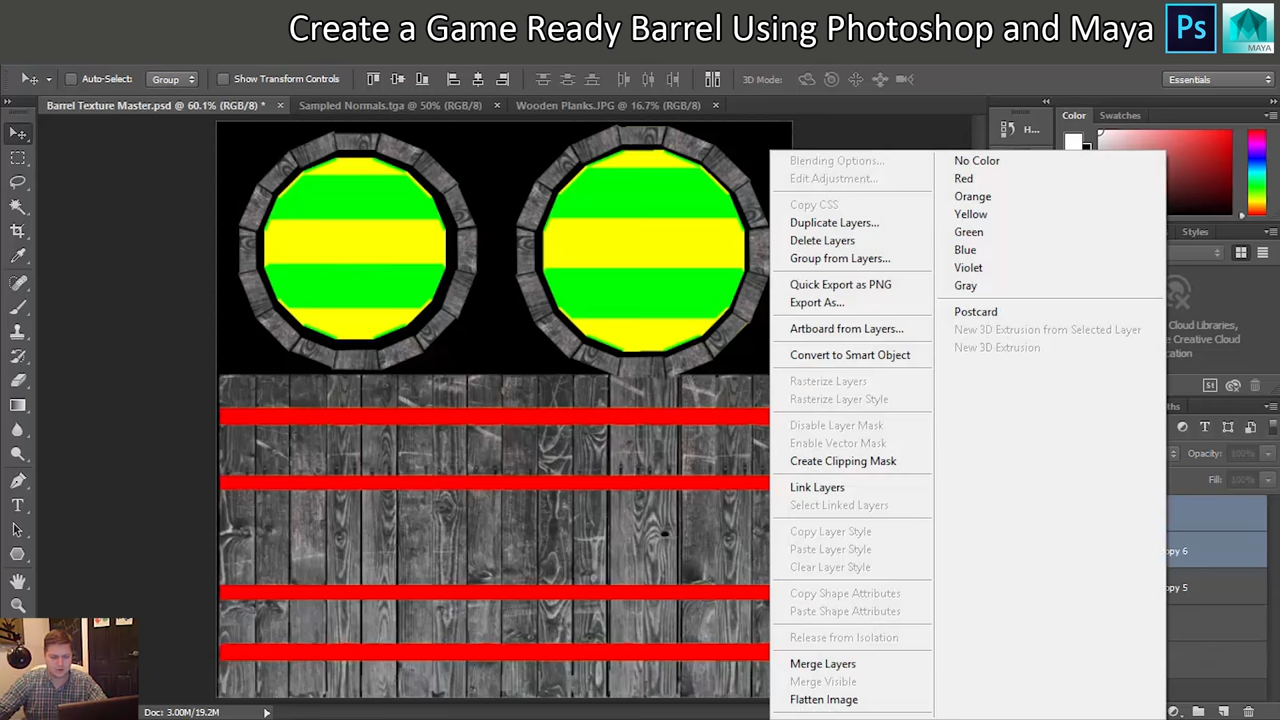 Create a Game Ready Barrel Using Photoshop and Maya
Ps
MAYA
Auto-Select:
Group
Show Transform Controls
3D Mode:
Essentials
Barrel Texture Master.psd @ 60.1% (RGB/8) *
Sampled Normals.tga @ 50% (RGB/8)
Wooden Planks.JPG @ 16.7% (RGB/8)
H...
Color
Swatches
Styles
Cloud Libraries,
Creative Cloud
St
Opacity: 100%
Fill: 100%
opy 6
opy 5
Blending Options...
Edit Adjustment...
Copy CSS
Duplicate Layers...
Delete Layers
Group from Layers...
Quick Export as PNG
Export As...
Artboard from Layers...
Convert to Smart Object
Rasterize Layers
Rasterize Layer Style
Disable Layer Mask
Enable Vector Mask
Create Clipping Mask
Link Layers
Select Linked Layers
Copy Layer Style
Paste Layer Style
Clear Layer Style
Copy Shape Attributes
Paste Shape Attributes
Release from Isolation
Merge Layers
Merge Visible
Flatten Image
No Color
Red
Orange
Yellow
Green
Blue
Violet
Gray
Postcard
New 3D Extrusion from Selected Layer
New 3D Extrusion
Doc: 3.00M/19.2M